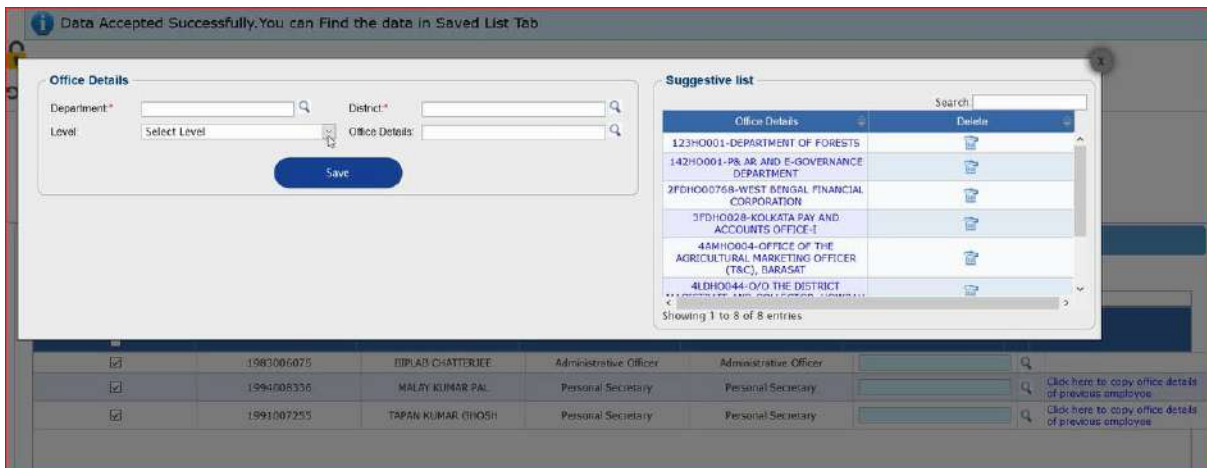 Data Accepted Successfully.You can Find the data in Saved List Tab
x
Office Details
Department:*
District:*
Level:
Select Level
Office Details:
Save
Suggestive list
Search:
Office Details
Delete
123HO001-DEPARTMENT OF FORESTS
142HO001-P& AR AND E-GOVERNANCE
DEPARTMENT
2FDHO00768-WEST BENGAL FINANCIAL
CORPORATION
3FDHO028-KOLKATA PAY AND
ACCOUNTS OFFICE-I
4AMHO004-OFFICE OF THE
AGRICULTURAL MARKETING OFFICER
(T&C), BARASAT
4LDHO044-O/O THE DISTRICT
Showing 1 to 8 of 8 entries
1983006075 BIPLAB CHATTERJEE Administrative Officer Administrative Officer
1994008336 MALAY KUMAR PAL Personal Secretary Personal Secretary Click here to copy office details
of previous employee
1991007255 TAPAN KUMAR GHOSH Personal Secretary Personal Secretary Click here to copy office details
of previous employee